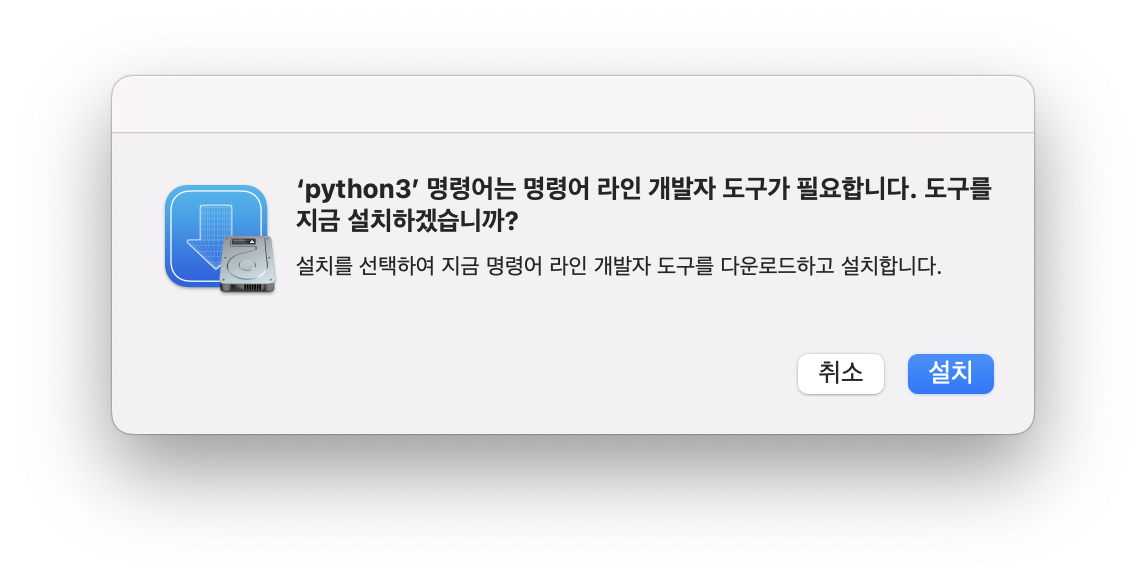 ‘python3’ 명령어는 명령어 라인 개발자 도구가 필요합니다. 도구를
지금 설치하겠습니까?
설치를 선택하여 지금 명령어 라인 개발자 도구를 다운로드하고 설치합니다.
취소
설치